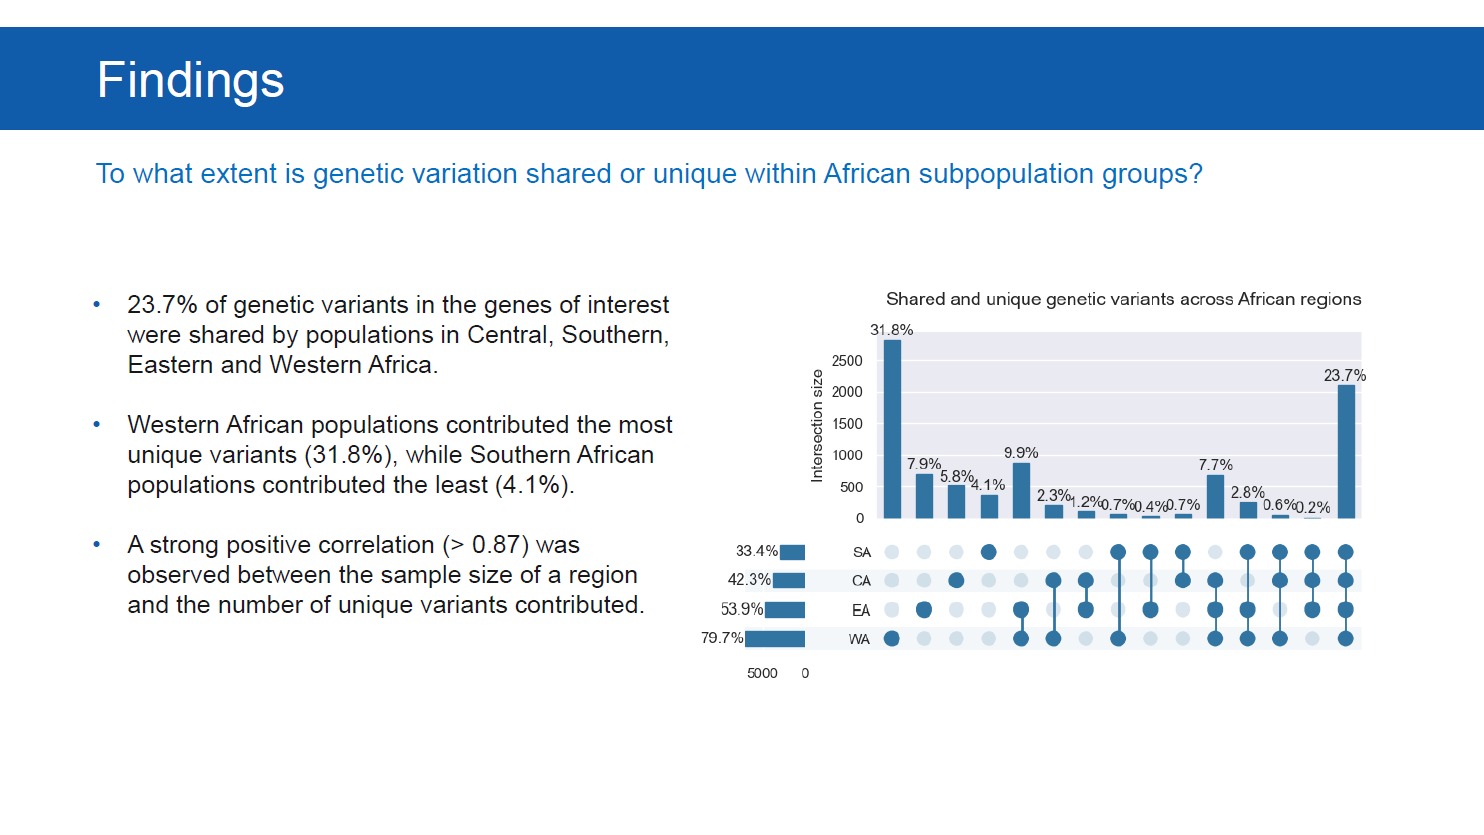 Findings
To what extent is genetic variation shared or unique within African subpopulation groups?
• 23.7% of genetic variants in the genes of interest
were shared by populations in Central, Southern,
Eastern and Western Africa.
• Western African populations contributed the most
unique variants (31.8%), while Southern African
populations contributed the least (4.1%).
• A strong positive correlation (> 0.87) was
observed between the sample size of a region
and the number of unique variants contributed.
Shared and unique genetic variants across African regions
Intersection size
2500
2000
1500
1000
500
0
31.8% 7.9% 5.8% 4.1% 9.9% 2.3% 1.2% 0.7% 0.4% 0.7% 7.7% 2.8% 0.6% 0.2% 23.7%
33.4% SA
42.3% CA
53.9% EA
79.7% WA
5000 0